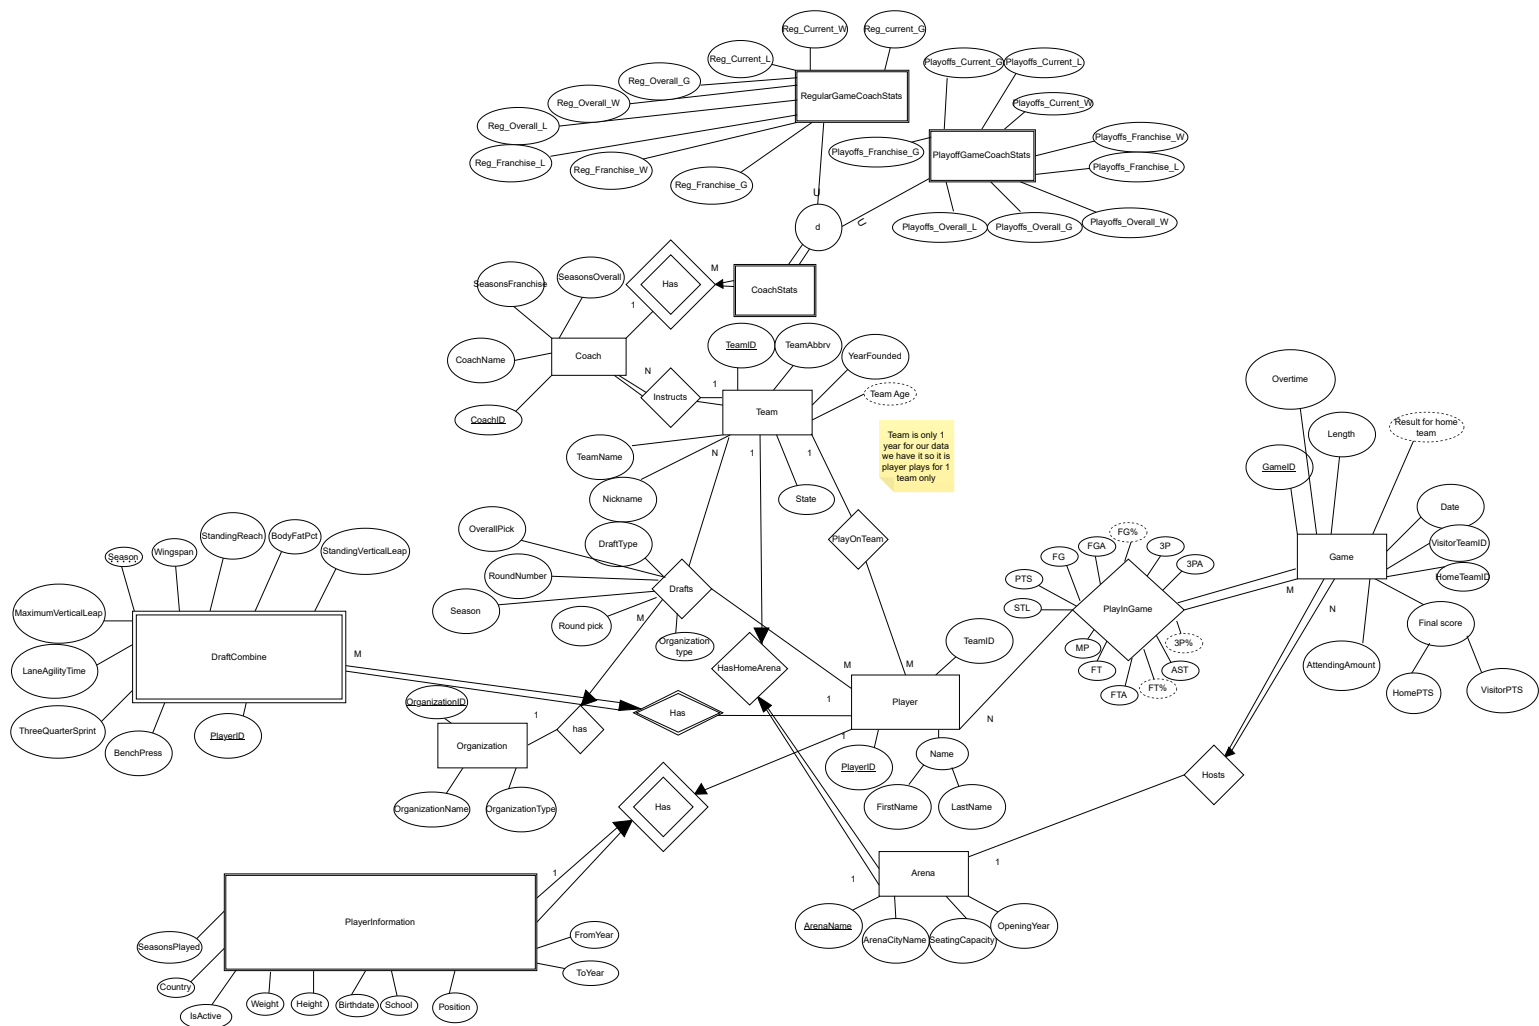 Reg_Current_W
Reg_current_G
Reg_Current_L
Playoffs_Current_G
Playoffs_Current_L
Reg_Overall_G
RegularGameCoachStats
Reg_Overall_W
Playoffs_Current_W
Reg_Overall_L
Playoffs_Franchise_W
Playoffs_Franchise_G
PlayoffGameCoachStats
Reg_Franchise_L
Reg_Franchise_W
Playoffs_Franchise_L
Reg_Franchise_G
U
U
Playoffs_Overall_L
Playoffs_Overall_G
Playoffs_Overall_W
d
M
SeasonsFranchise
SeasonsOverall
Has
CoachStats
1
TeamID
TeamAbbrv
YearFounded
CoachName
Coach
N
Instructs
1
Team
Team Age
CoachID
Overtime
Length
Result for home
team
GameID
Team is only 1
year for our data
we have it so it is
player plays for 1
team only
TeamName
N
1
1
Nickname
State
OverallPick
DraftType
PlayOnTeam
Date
VisitorTeamID
HomeTeamID
Game
M
N
StandingReach
BodyFatPct
StandingVerticalLeap
Season
Wingspan
RoundNumber
Drafts
Season
Round pick
M
Organization
type
FG%
FGA
3P
FG
3PA
PTS
STL
PlayInGame
MP
FT
FTA
FT%
AST
3P%
MaximumVerticalLeap
DraftCombine
M
LaneAgilityTime
HasHomeArena
TeamID
M
M
Final score
AttendingAmount
HomePTS
VisitorPTS
ThreeQuarterSprint
BenchPress
PlayerID
OrganizationID
1
Organization
has
Has
1
Player
N
1
OrganizationName
OrganizationType
Has
PlayerID
Name
FirstName
LastName
Hosts
1
1
1
Arena
PlayerInformation
ArenaName
ArenaCityName
SeatingCapacity
OpeningYear
SeasonsPlayed
FromYear
ToYear
Country
IsActive
Weight
Height
Birthdate
School
Position